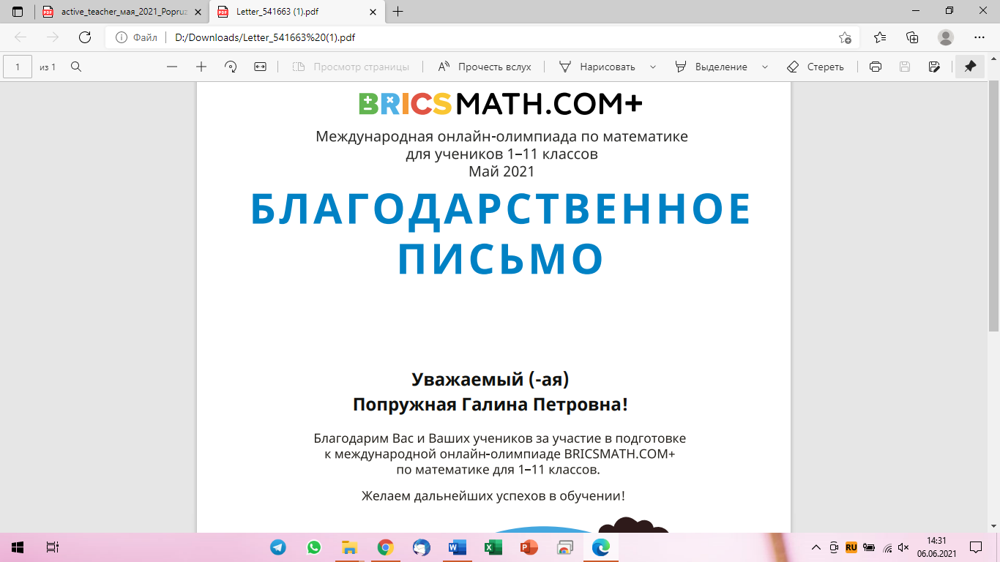 active_teacher_мая_2021_Popruz
Letter_541663 (1).pdf
Файл
D:/Downloads/Letter_541663%20(1).pdf
1
из 1
Просмотр страницы
Прочесть вслух
Нарисовать
Выделение
Стереть
BRICSMATH.COM+
Международная онлайн-олимпиада по математике
для учеников 1–11 классов
Май 2021
БЛАГОДАРСТВЕННОЕ
ПИСЬМО
Уважаемый (-ая)
Попружная Галина Петровна!
Благодарим Вас и Ваших учеников за участие в подготовке
к международной онлайн-олимпиаде BRICSMATH.COM+
по математике для 1–11 классов.
Желаем дальнейших успехов в обучении!
RU
14:31
06.06.2021